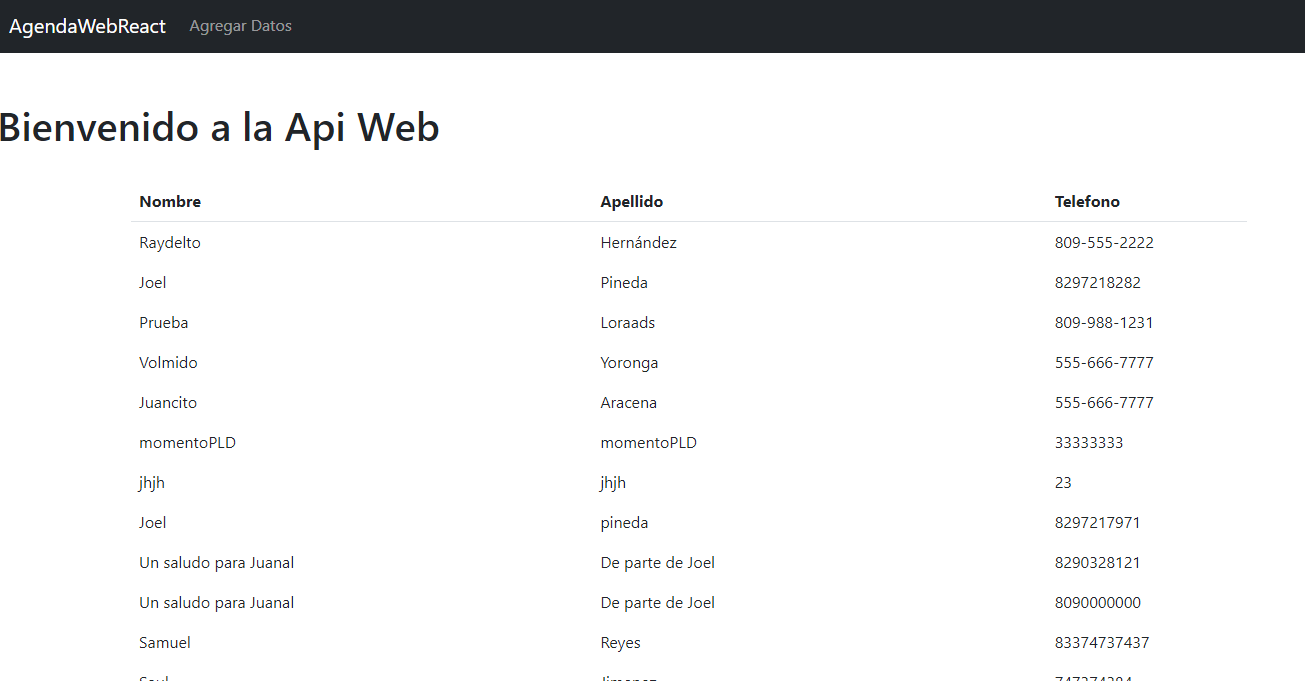 AgendaWebReact Agregar Datos
Bienvenido a la Api Web
Nombre Apellido Telefono
Raydelto Hernández 809-555-2222
Joel Pineda 8297218282
Prueba Loraads 809-988-1231
Volmido Yoronga 555-666-7777
Juancito Aracena 555-666-7777
momentoPLD momentoPLD 33333333
jhjh jhjh 23
Joel pineda 8297217971
Un saludo para Juanal De parte de Joel 8290328121
Un saludo para Juanal De parte de Joel 8090000000
Samuel Reyes 83374737437